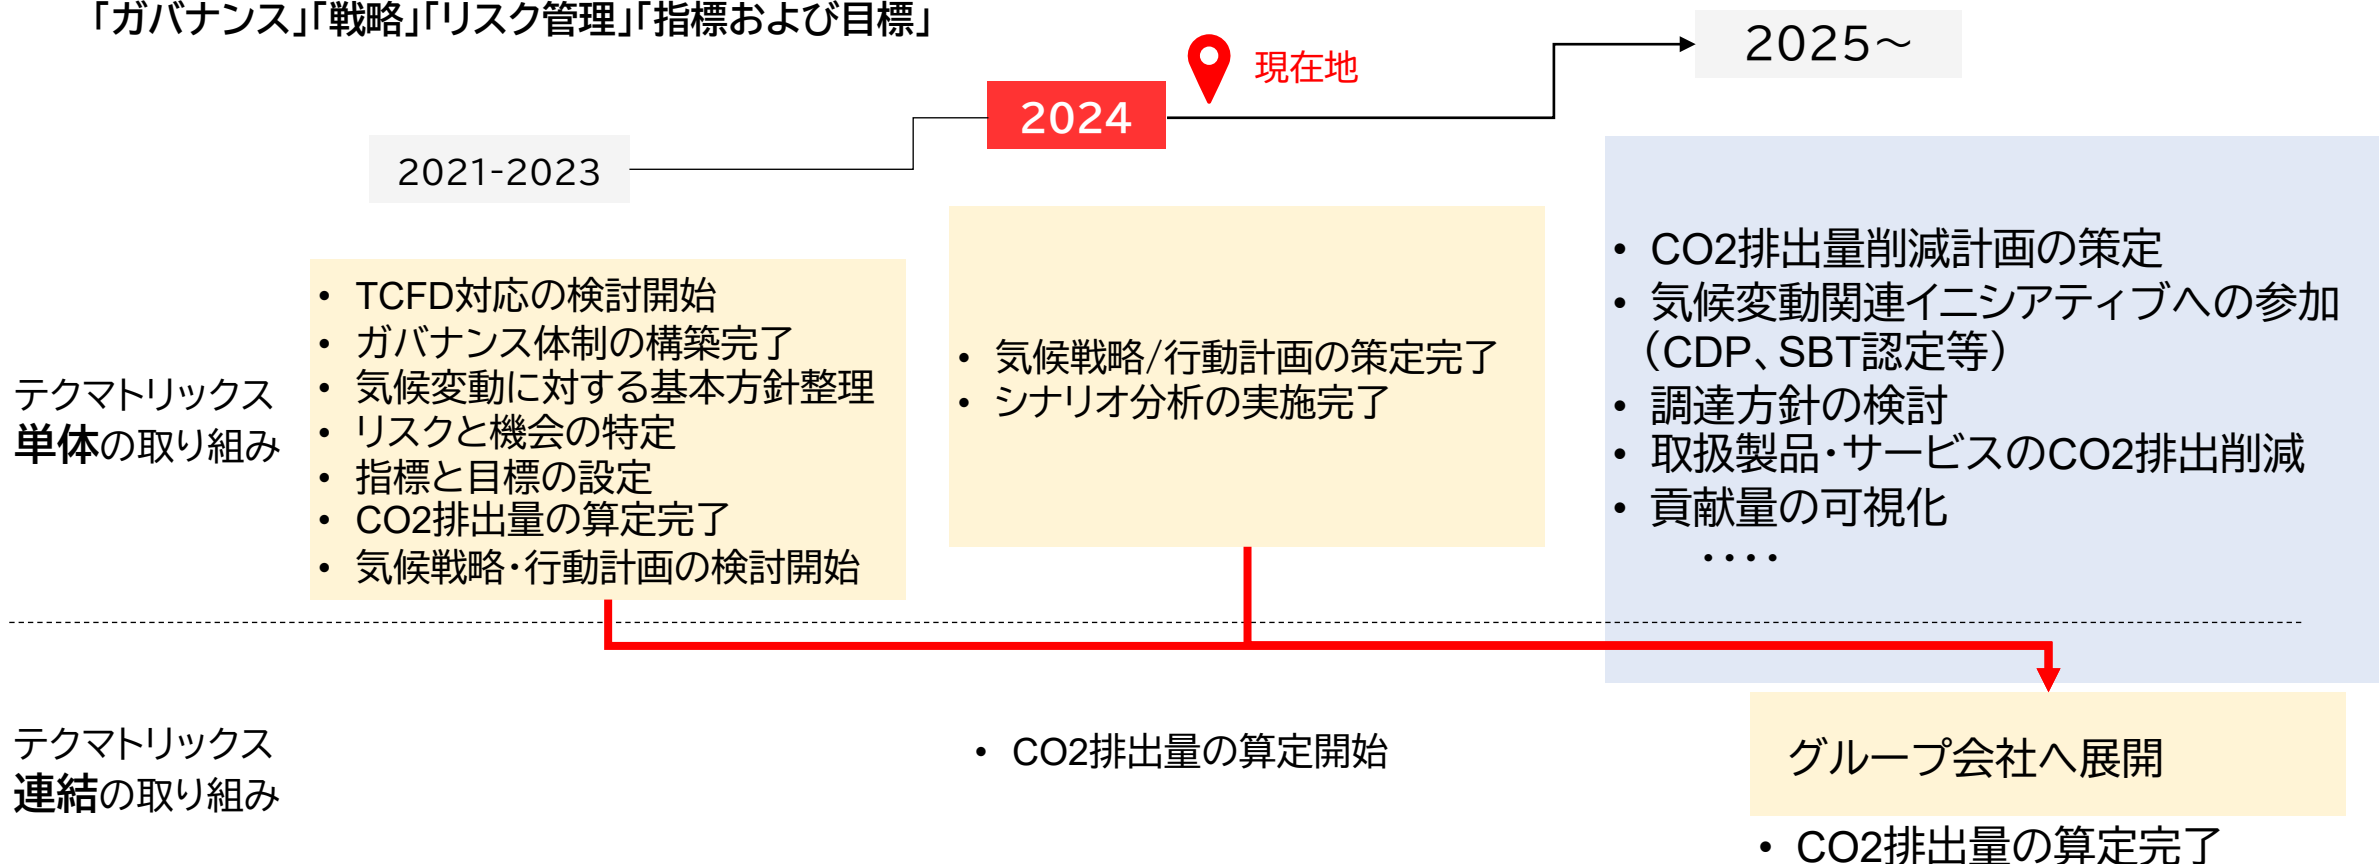 「ガバナンス」「戦略」「リスク管理」「指標および目標」
2025～
現在地
2024
2021-2023
テクマトリックス
単体の取り組み
• TCFD対応の検討開始
• ガバナンス体制の構築完了
• 気候変動に対する基本方針整理
• リスクと機会の特定
• 指標と目標の設定
• CO2排出量の算定完了
• 気候戦略・行動計画の検討開始
• 気候戦略/行動計画の策定完了
• シナリオ分析の実施完了
• CO2排出量削減計画の策定
• 気候変動関連イニシアティブへの参加
（CDP、SBT認定等）
• 調達方針の検討
• 取扱製品・サービスのCO2排出削減
• 貢献量の可視化
・・・・
テクマトリックス
連結の取り組み
• CO2排出量の算定開始
グループ会社へ展開
• CO2排出量の算定完了